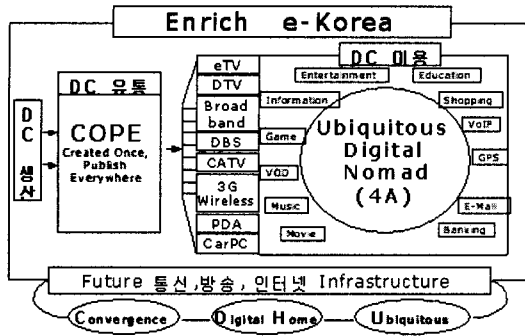 Enrich e-Korea
DC 생산
DC 유통
COPE
Created Once,
Publish
Everywhere
eTV
DTV
Broad
band
DBS
CATV
3G
Wireless
PDA
CarPC
DC 이용
Entertainment
Education
Information
Shopping
Game
VoIP
VOD
GPS
Music
E-Mail
Movie
Banking
Ubiquitous
Digital
Nomad
(4A)
Future 통신,방송, 인터넷 Infrastructure
Convergence
Digital Home
Ubiquitous